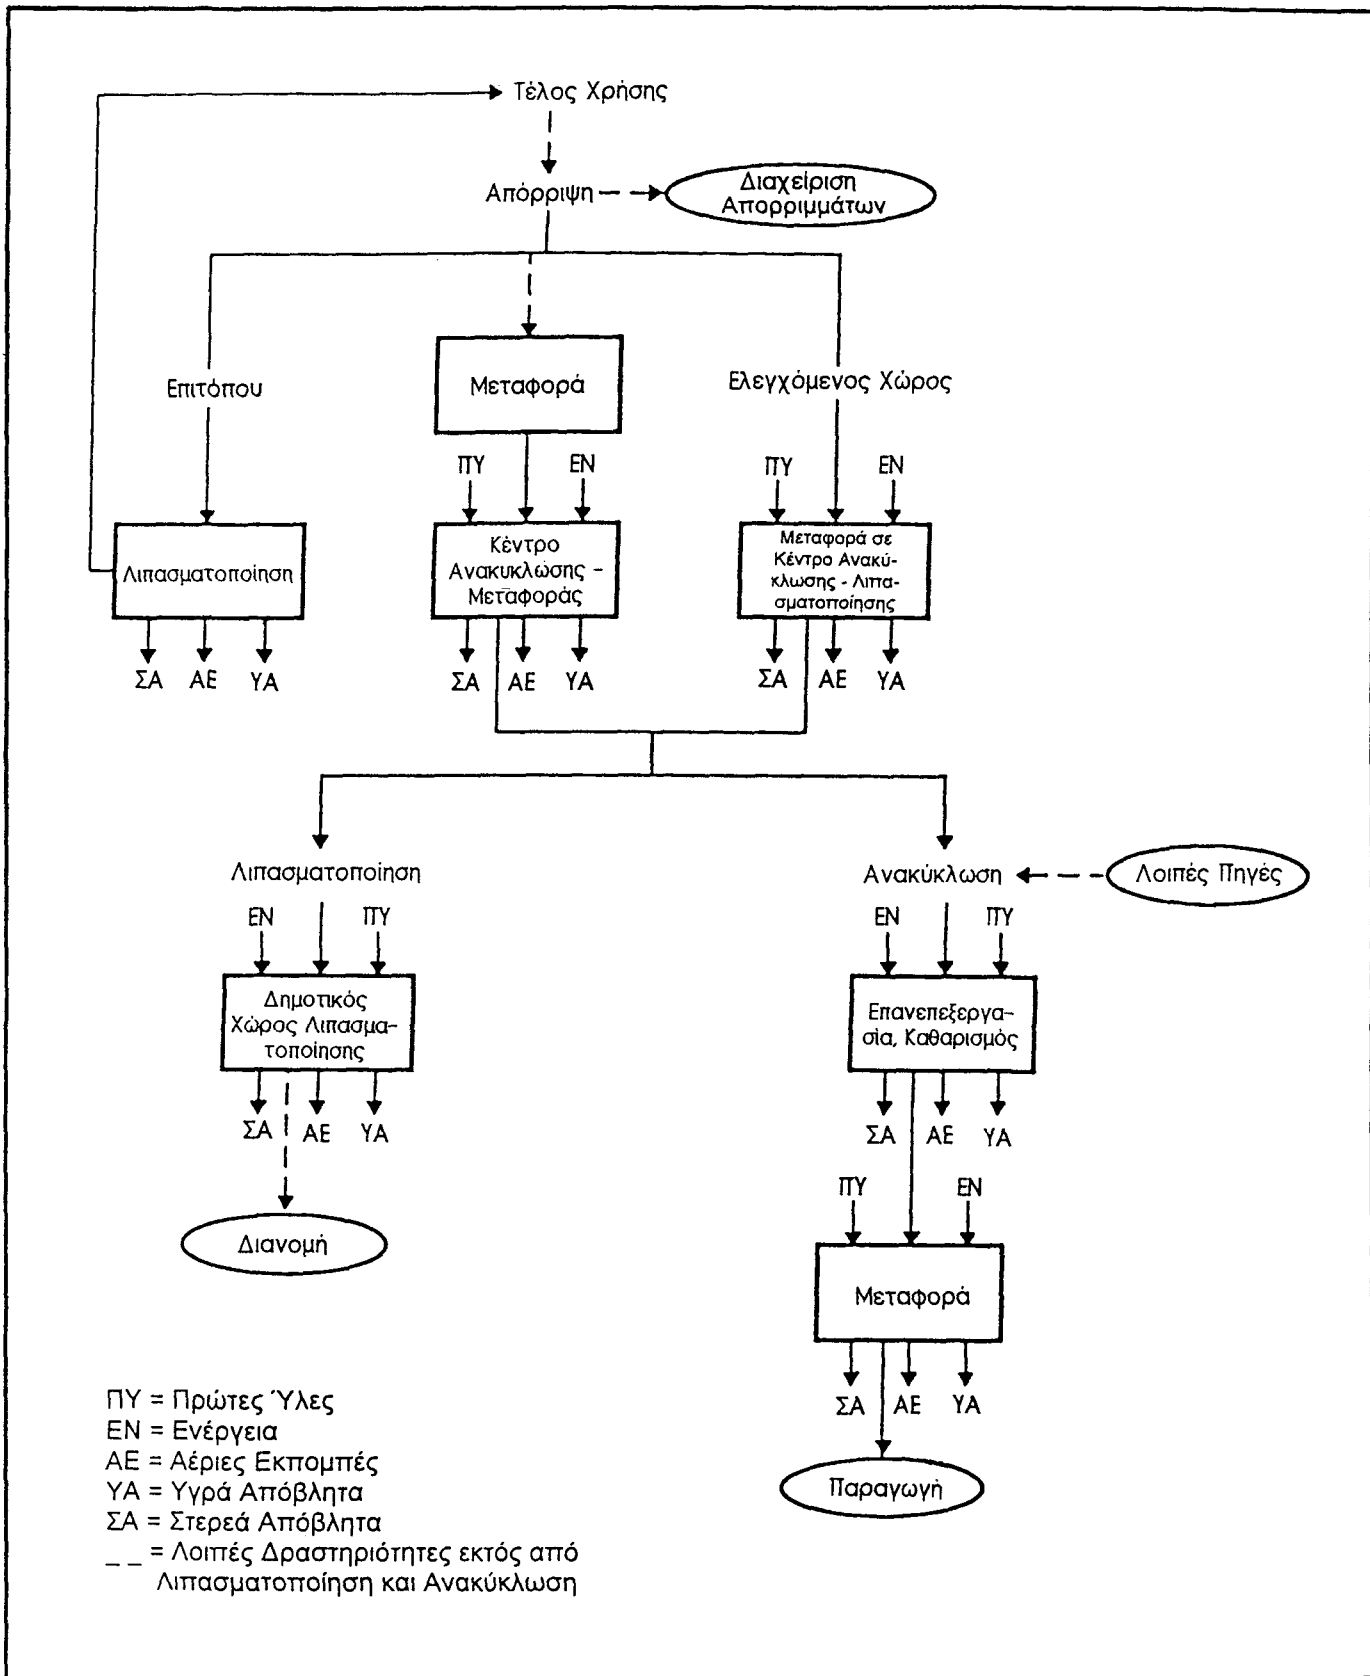 Τέλος Χρήσης
Απόρριψη
Διαχείριση
Απορριμμάτων
Επιτόπου
Μεταφορά
Ελεγχόμενος Χώρος
ΠΥ
ΕΝ
ΠΥ
ΕΝ
Λιπασματοποίηση
Κέντρο
Ανακυκλώσης -
Μεταφοράς
Μεταφορά σε
Κέντρο Ανακύ-
κλωσης - Λιπα-
σματοποίησης
ΣΑ
ΑΕ
ΥΑ
ΣΑ
ΑΕ
ΥΑ
ΣΑ
ΑΕ
ΥΑ
Λιπασματοποίηση
Ανακύκλωση
Λοιπές Πηγές
ΕΝ
ΠΥ
ΕΝ
ΠΥ
Δημοτικός
Χώρος Λιπασμα-
τοποίησης
Επανεπεξεργα-
σία, Καθαρισμός
ΣΑ
ΑΕ
ΥΑ
ΣΑ
ΑΕ
ΥΑ
ΠΥ
ΕΝ
Διανομή
Μεταφορά
ΣΑ
ΑΕ
ΥΑ
Παραγωγή
ΠΥ = Πρώτες Ύλες
ΕΝ = Ενέργεια
ΑΕ = Αέριες Εκπομπές
ΥΑ = Υγρά Απόβλητα
ΣΑ = Στερεά Απόβλητα
_ _ = Λοιπές Δραστηριότητες εκτός από
Λιπασματοποίηση και Ανακύκλωση